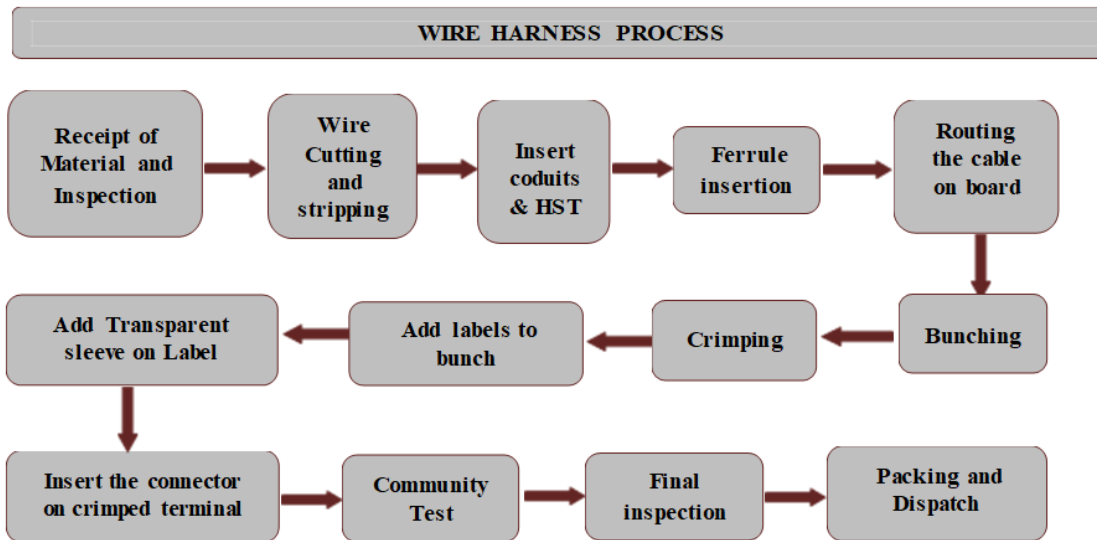 WIRE HARNESS PROCESS
Receipt of
Material and
Inspection
Wire
Cutting
and
stripping
Insert
coduits
& HST
Ferrule
insertion
Routing
the cable
on board
Bunching
Crimping
Add labels to
bunch
Add Transparent
sleeve on Label
Insert the connector
on crimped terminal
Community
Test
Final
inspection
Packing and
Dispatch